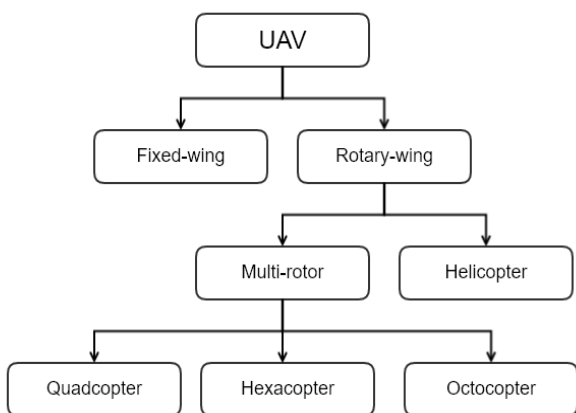 UAV
Fixed-wing
Rotary-wing
Multi-rotor
Helicopter
Quadcopter
Hexacopter
Octocopter